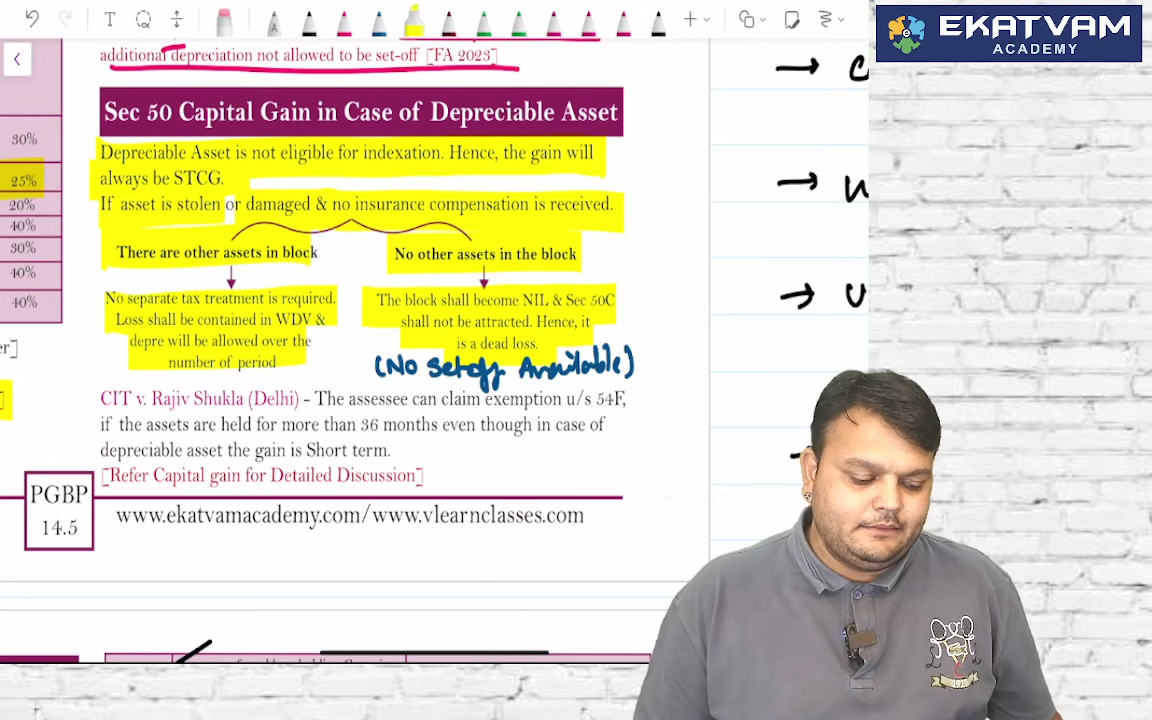 EKATVAM
ACADEMY
additional depreciation not allowed to be set-off [FA 2023]
Sec 50 Capital Gain in Case of Depreciable Asset
30%
25%
20%
40%
30%
40%
40%
Depreciable Asset is not eligible for indexation. Hence, the gain will
always be STCG.
If asset is stolen or damaged & no insurance compensation is received.
There are other assets in block
No other assets in the block
No separate tax treatment is required.
Loss shall be contained in WDV &
depre will be allowed over the
number of period
The block shall become NIL & Sec 50C
shall not be attracted. Hence, it
is a dead loss.
(No Setoff Available)
CIT v. Rajiv Shukla (Delhi) - The assessee can claim exemption u/s 54F,
if the assets are held for more than 36 months even though in case of
depreciable asset the gain is Short term.
[Refer Capital gain for Detailed Discussion]
PGBP
14.5
www.ekatvamacademy.com/www.vlearnclasses.com